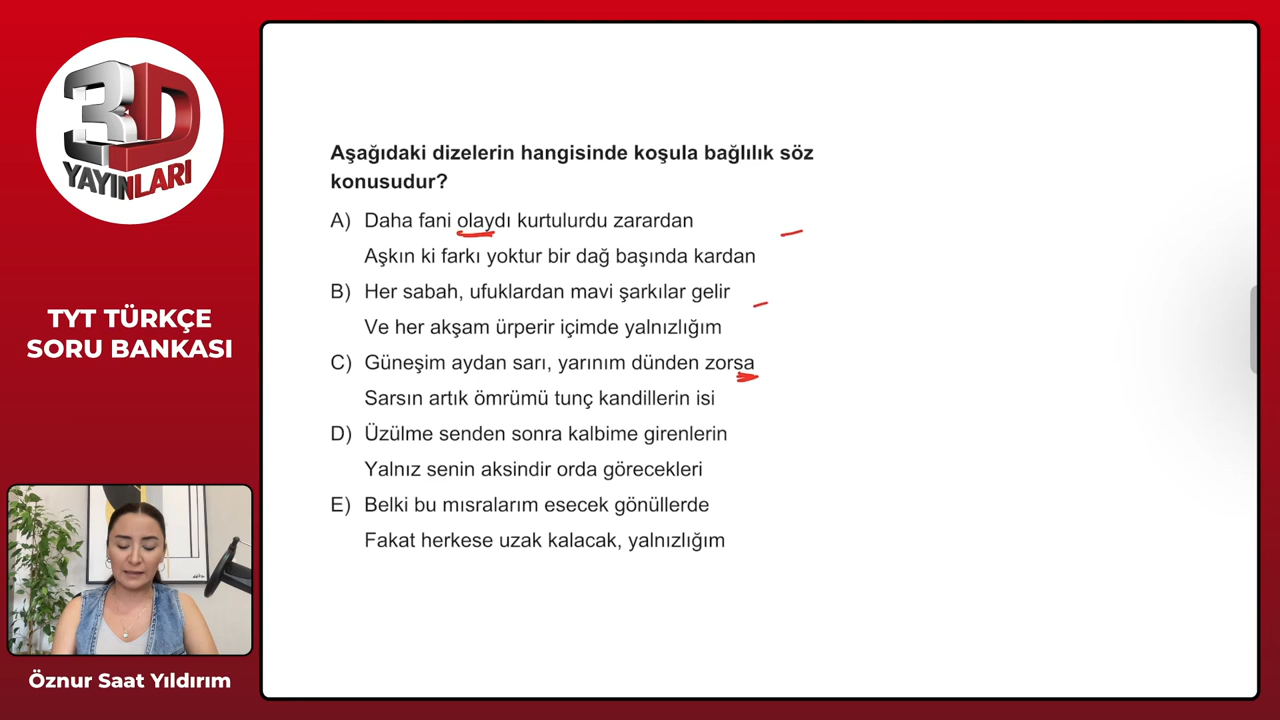 3D
YAYINLARI
TYT TÜRKÇE
SORU BANKASI
Öznur Saat Yıldırım
Aşağıdaki dizelerin hangisinde koşula bağlılık söz
konusudur?
A) Daha fani olaydı kurtulurdu zarardan
Aşkın ki farkı yoktur bir dağ başında kardan
B) Her sabah, ufuklardan mavi şarkılar gelir
Ve her akşam ürperir içimde yalnızlığım
C) Güneşim aydan sarı, yarınım dünden zorsa
Sarsın artık ömrümü tunç kandillerin isi
D) Üzülme senden sonra kalbime girenlerin
Yalnız senin aksindir orda görecekleri
E) Belki bu mısralarım esecek gönüllerde
Fakat herkese uzak kalacak, yalnızlığım